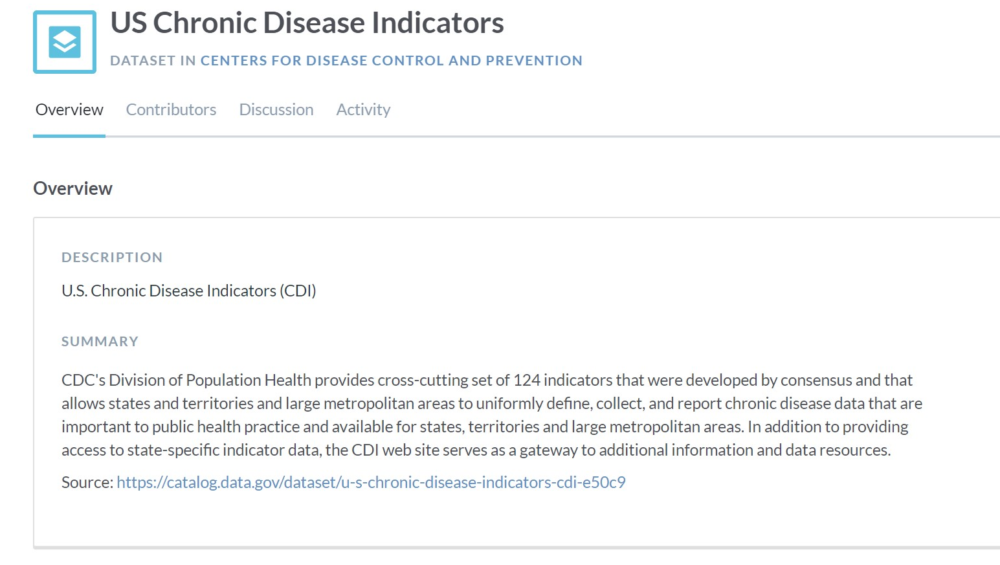 US Chronic Disease Indicators
DATASET IN CENTERS FOR DISEASE CONTROL AND PREVENTION
Overview Contributors Discussion Activity
Overview
DESCRIPTION
U.S. Chronic Disease Indicators (CDI)
SUMMARY
CDC's Division of Population Health provides cross-cutting set of 124 indicators that were developed by consensus and that
allows states and territories and large metropolitan areas to uniformly define, collect, and report chronic disease data that are
important to public health practice and available for states, territories and large metropolitan areas. In addition to providing
access to state-specific indicator data, the CDI web site serves as a gateway to additional information and data resources.
Source: https://catalog.data.gov/dataset/u-s-chronic-disease-indicators-cdi-e50c9